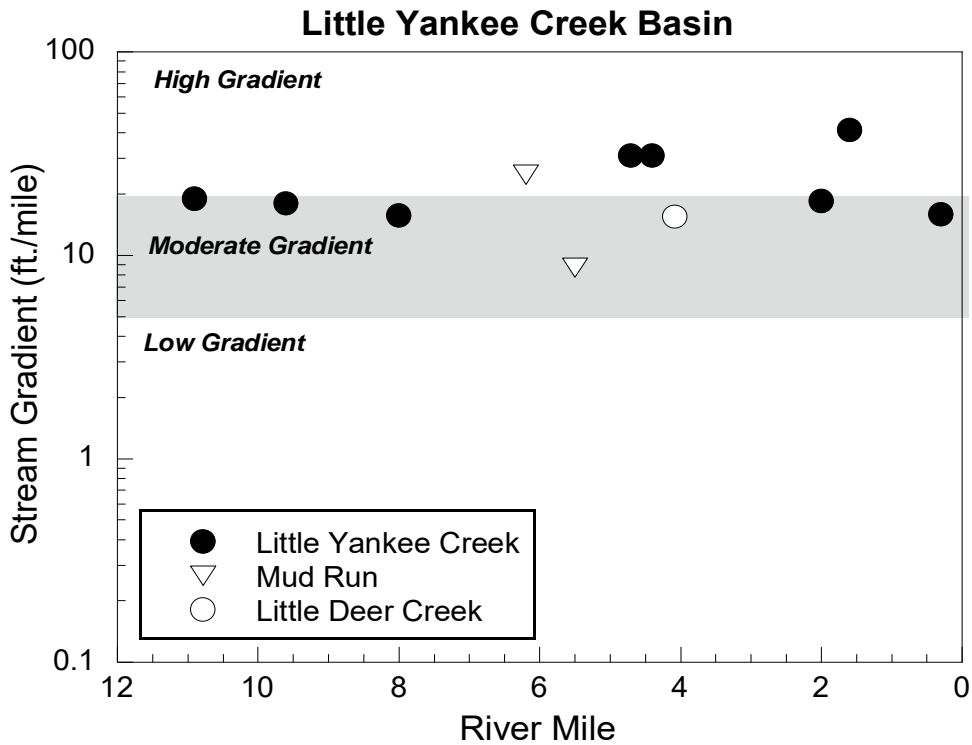 Little Yankee Creek Basin
100
High Gradient
Stream Gradient (ft./mile)
Moderate Gradient
10
Low Gradient
1
Little Yankee Creek
Mud Run
Little Deer Creek
0.1
12 10 8 6 4 2 0
River Mile